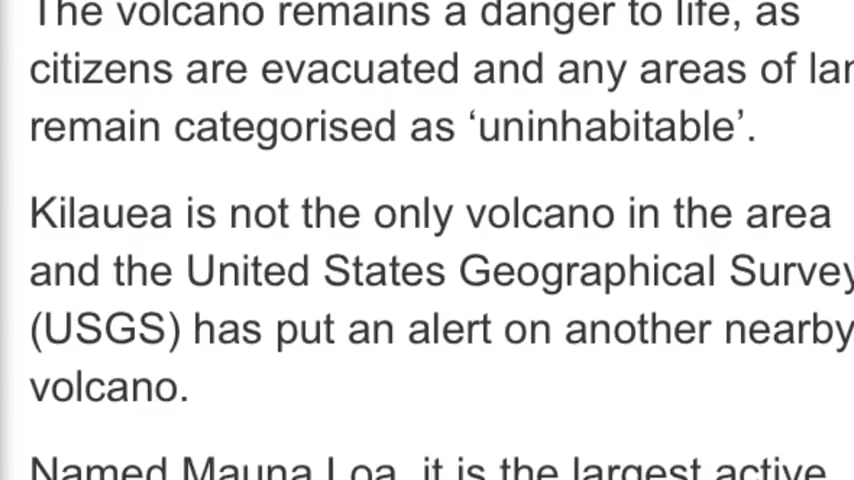 The volcano remains a danger to life, as
citizens are evacuated and any areas of
remain categorised as ‘uninhabitable’.
Kilauea is not the only volcano in the area
and the United States Geographical Survey
(USGS) has put an alert on another nearby
volcano.
Named Mauna Loa, it is the largest active